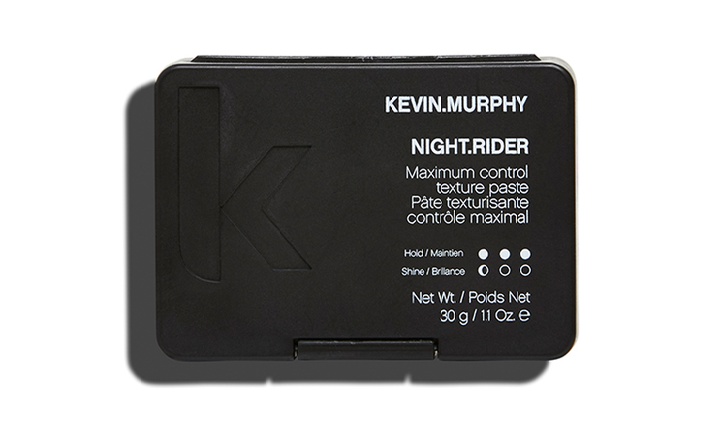 KEVIN.MURPHY
NIGHT.RIDER
Maximum control
texture paste
Pâte texturisante
contrôle maximal
Hold / Maintien
Shine / Brillance
Net Wt. / Poids Net
30 g / 1.1 Oz. ℮
k